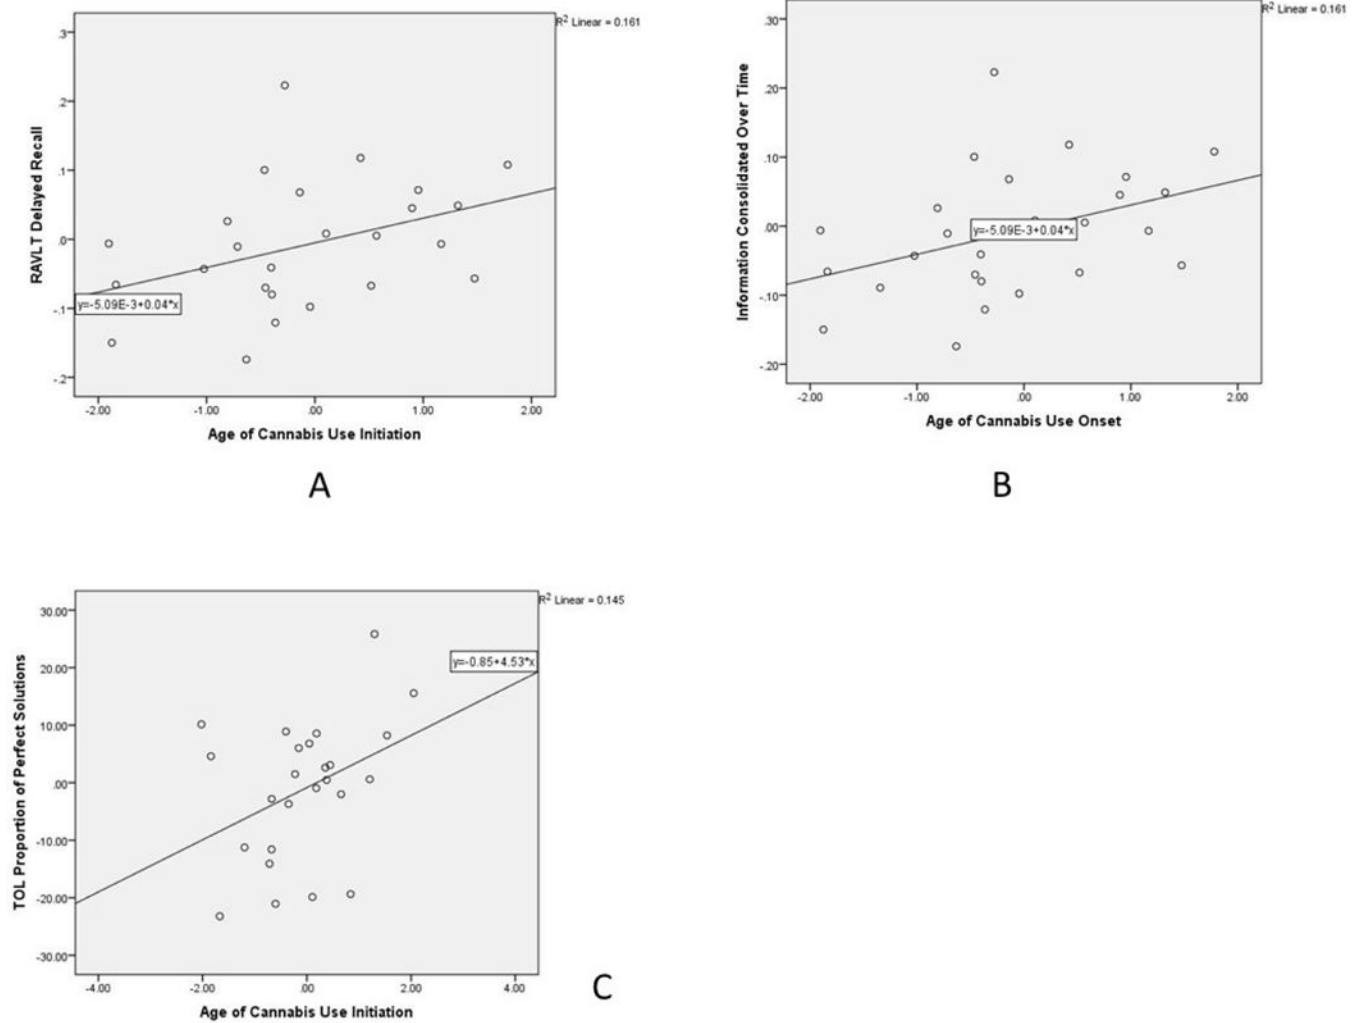 R² Linear = 0.161
.3
.2
.1
.0
-.1
-.2
RAVLT Delayed Recall
y=-5.09E-3+0.04*x
-2.00
-1.00
.00
1.00
2.00
Age of Cannabis Use Initiation
A
R² Linear = 0.161
.30
.20
.10
.00
-.10
-.20
Information Consolidated Over Time
y=-5.09E-3+0.04*x
-2.00
-1.00
.00
1.00
2.00
Age of Cannabis Use Onset
B
R² Linear = 0.145
30.00
20.00
10.00
.00
-10.00
-20.00
-30.00
TOL Proportion of Perfect Solutions
y=-0.85+4.53*x
-4.00
-2.00
.00
2.00
4.00
Age of Cannabis Use Initiation
C